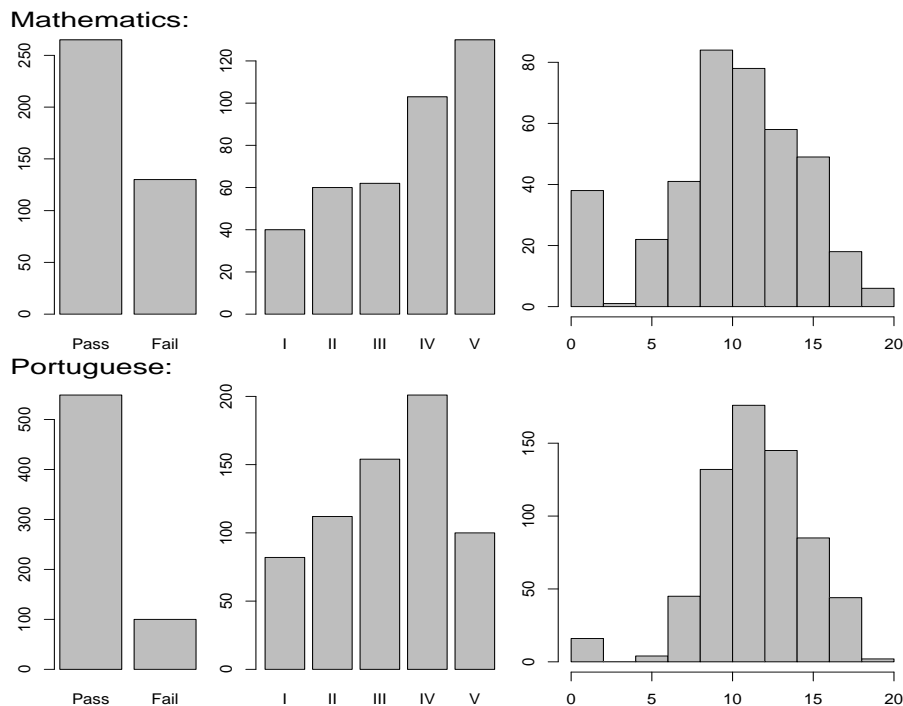 Mathematics:
0 50 100 150 200 250
Pass Fail
0 20 40 60 80 100 120
I II III IV V
0 20 40 60 80
0 5 10 15 20
Portuguese:
0 100 200 300 400 500
Pass Fail
0 50 100 150 200
I II III IV V
0 50 100 150
0 5 10 15 20